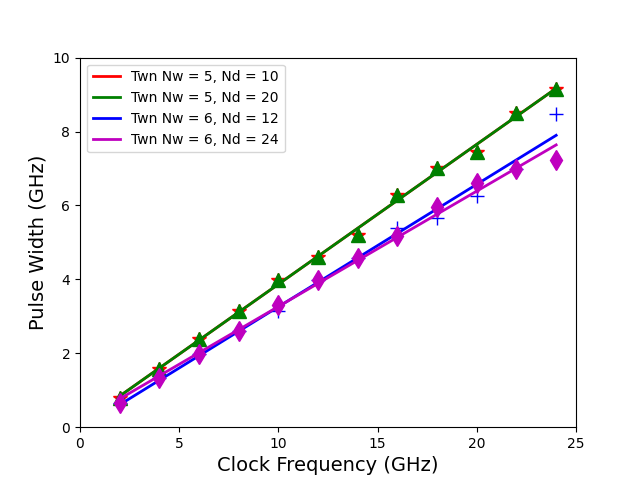 Twn Nw = 5, Nd = 10
Twn Nw = 5, Nd = 20
Twn Nw = 6, Nd = 12
Twn Nw = 6, Nd = 24
10
8
6
4
2
0
Pulse Width (GHz)
0 5 10 15 20 25
Clock Frequency (GHz)